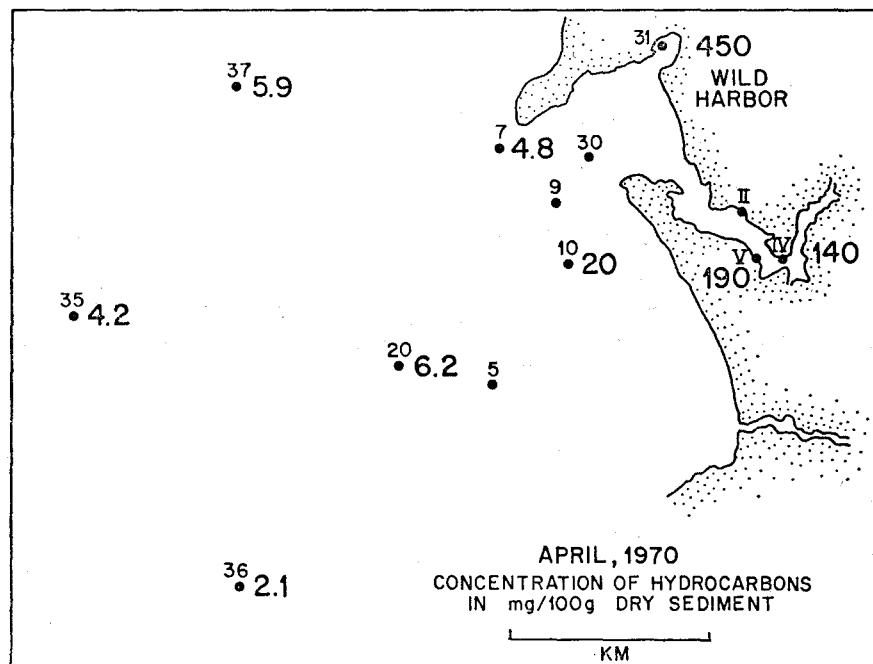 31 450
WILD
HARBOR
37 5.9
7 4.8
30
9
II
IV 140
V 190
10 20
35 4.2
20 6.2
5
36 2.1
APRIL, 1970
CONCENTRATION OF HYDROCARBONS
IN mg/100g DRY SEDIMENT
KM